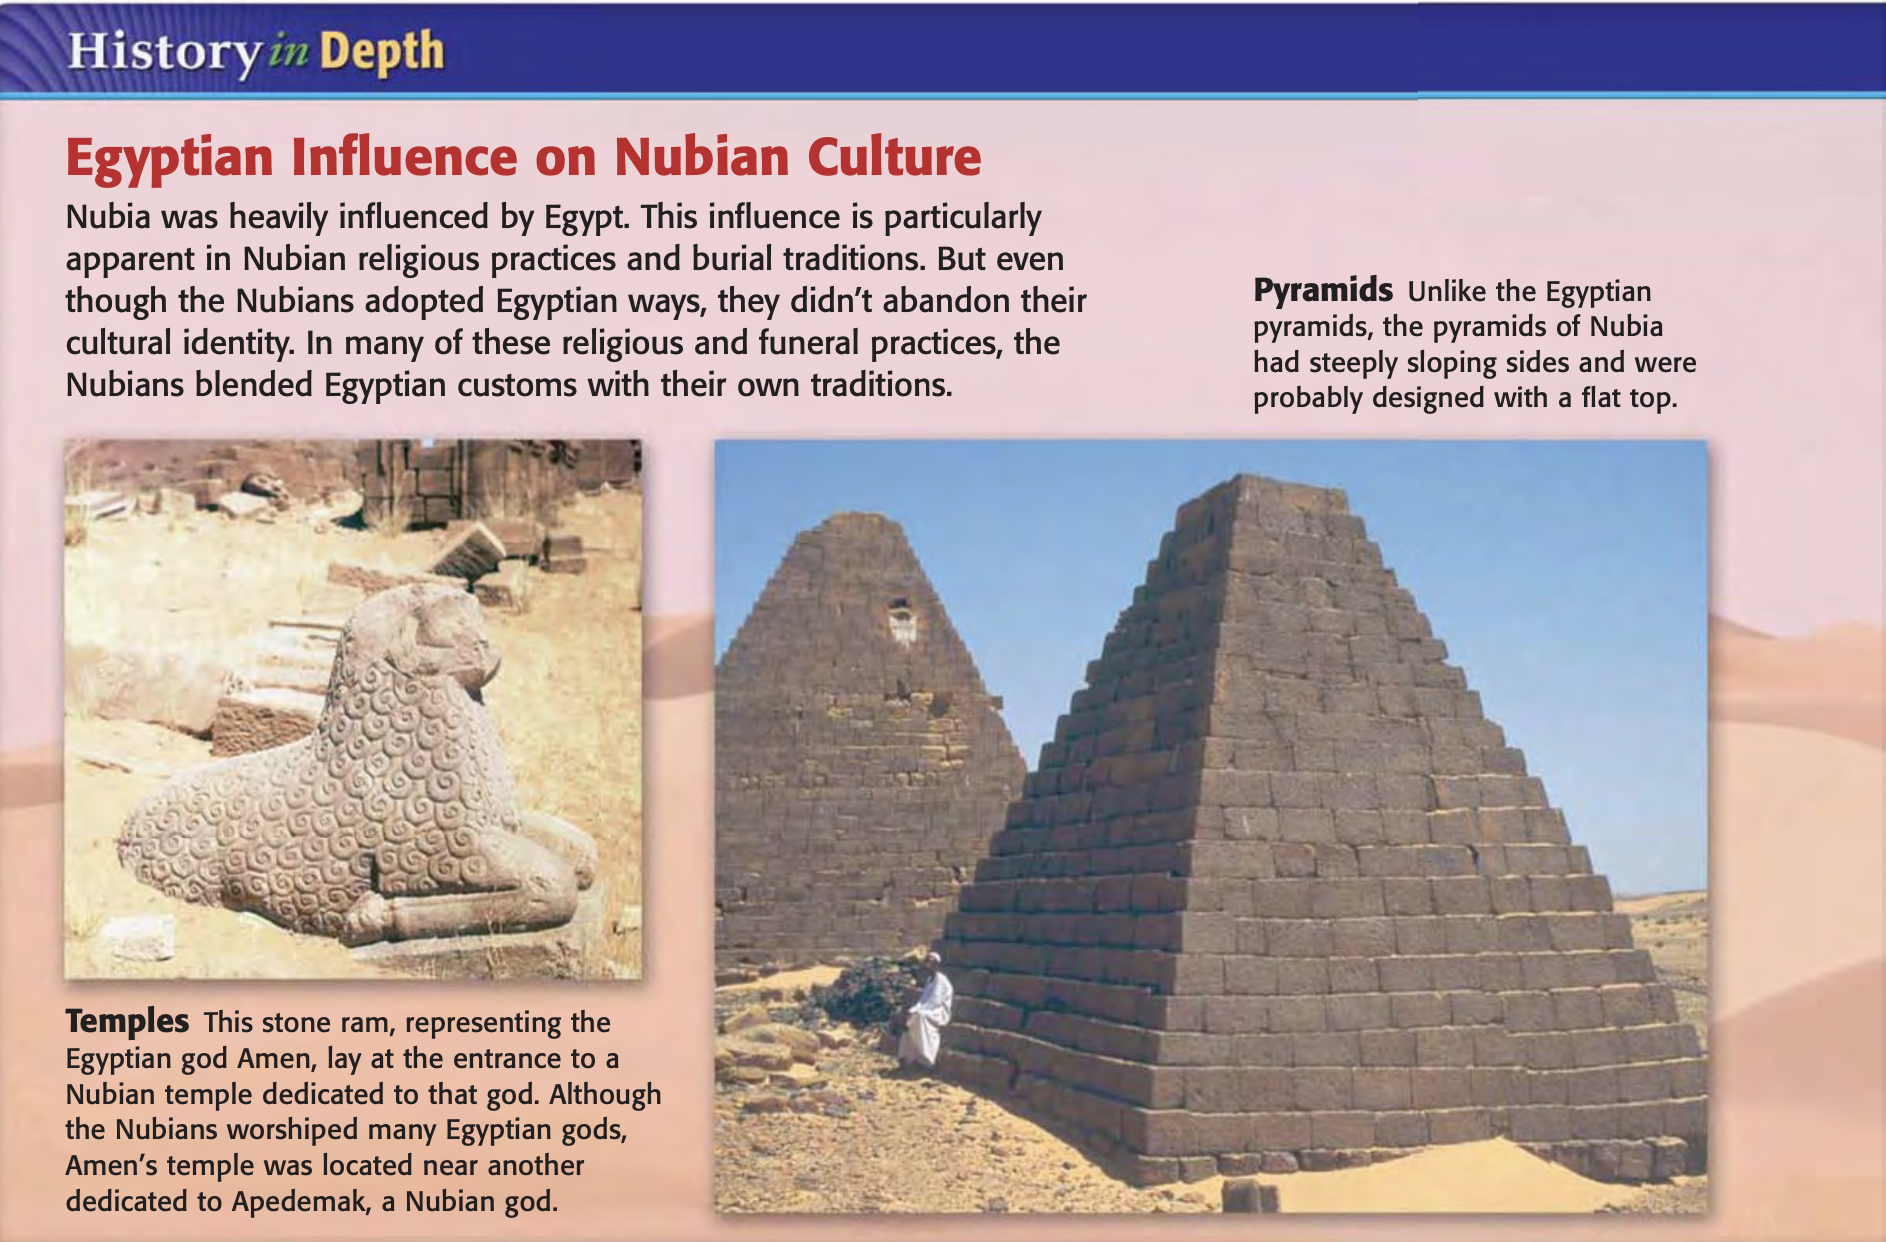 History in Depth
Egyptian Influence on Nubian Culture
Nubia was heavily influenced by Egypt. This influence is particularly
apparent in Nubian religious practices and burial traditions. But even
though the Nubians adopted Egyptian ways, they didn't abandon their
cultural identity. In many of these religious and funeral practices, the
Nubians blended Egyptian customs with their own traditions.
Pyramids Unlike the Egyptian
pyramids, the pyramids of Nubia
had steeply sloping sides and were
probably designed with a flat top.
Temples This stone ram, representing the
Egyptian god Amen, lay at the entrance to a
Nubian temple dedicated to that god. Although
the Nubians worshiped many Egyptian gods,
Amen's temple was located near another
dedicated to Apedemak, a Nubian god.